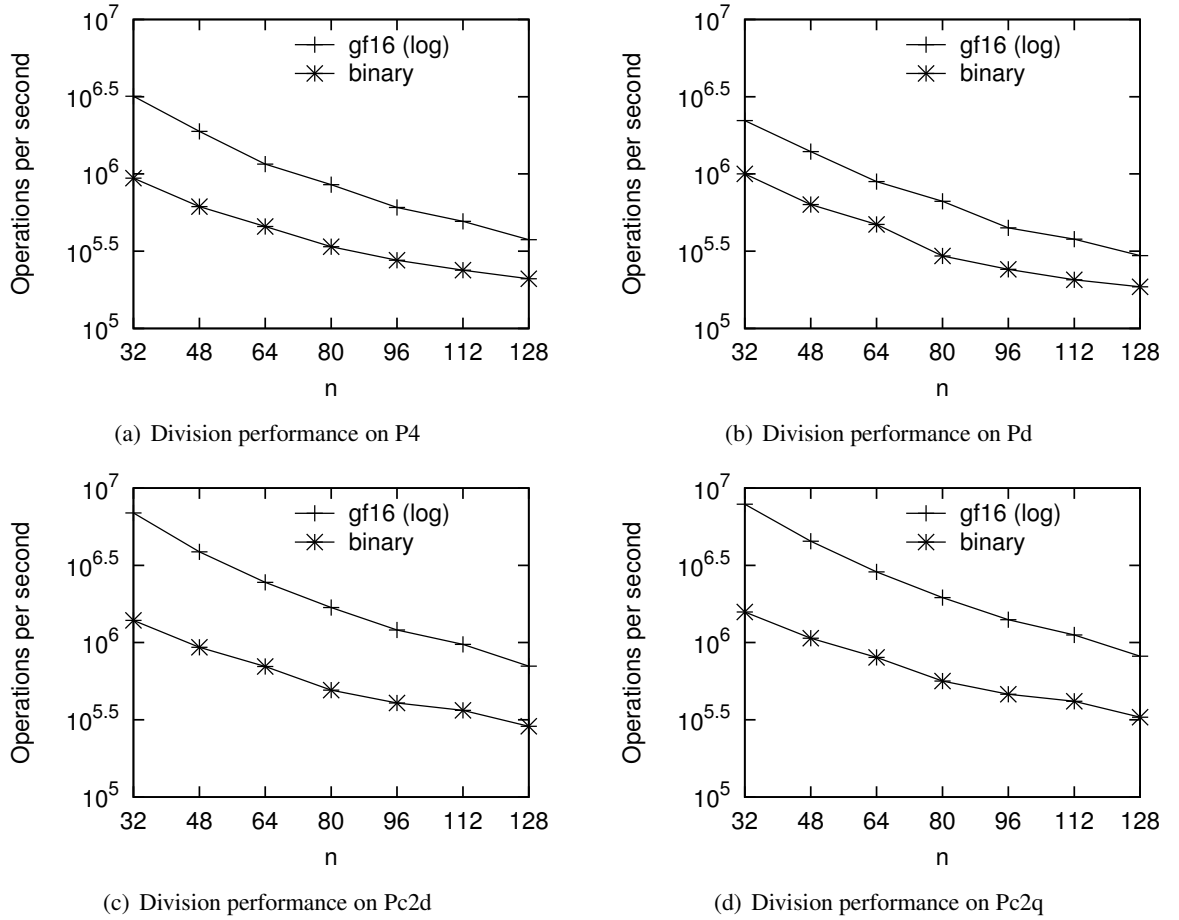 10^7
10^6.5
10^6
10^5.5
10^5
Operations per second
gf16 (log)
binary
32 48 64 80 96 112 128
n
(a) Division performance on P4
10^7
10^6.5
10^6
10^5.5
10^5
Operations per second
gf16 (log)
binary
32 48 64 80 96 112 128
n
(b) Division performance on Pd
10^7
10^6.5
10^6
10^5.5
10^5
Operations per second
gf16 (log)
binary
32 48 64 80 96 112 128
n
(c) Division performance on Pc2d
10^7
10^6.5
10^6
10^5.5
10^5
Operations per second
gf16 (log)
binary
32 48 64 80 96 112 128
n
(d) Division performance on Pc2q